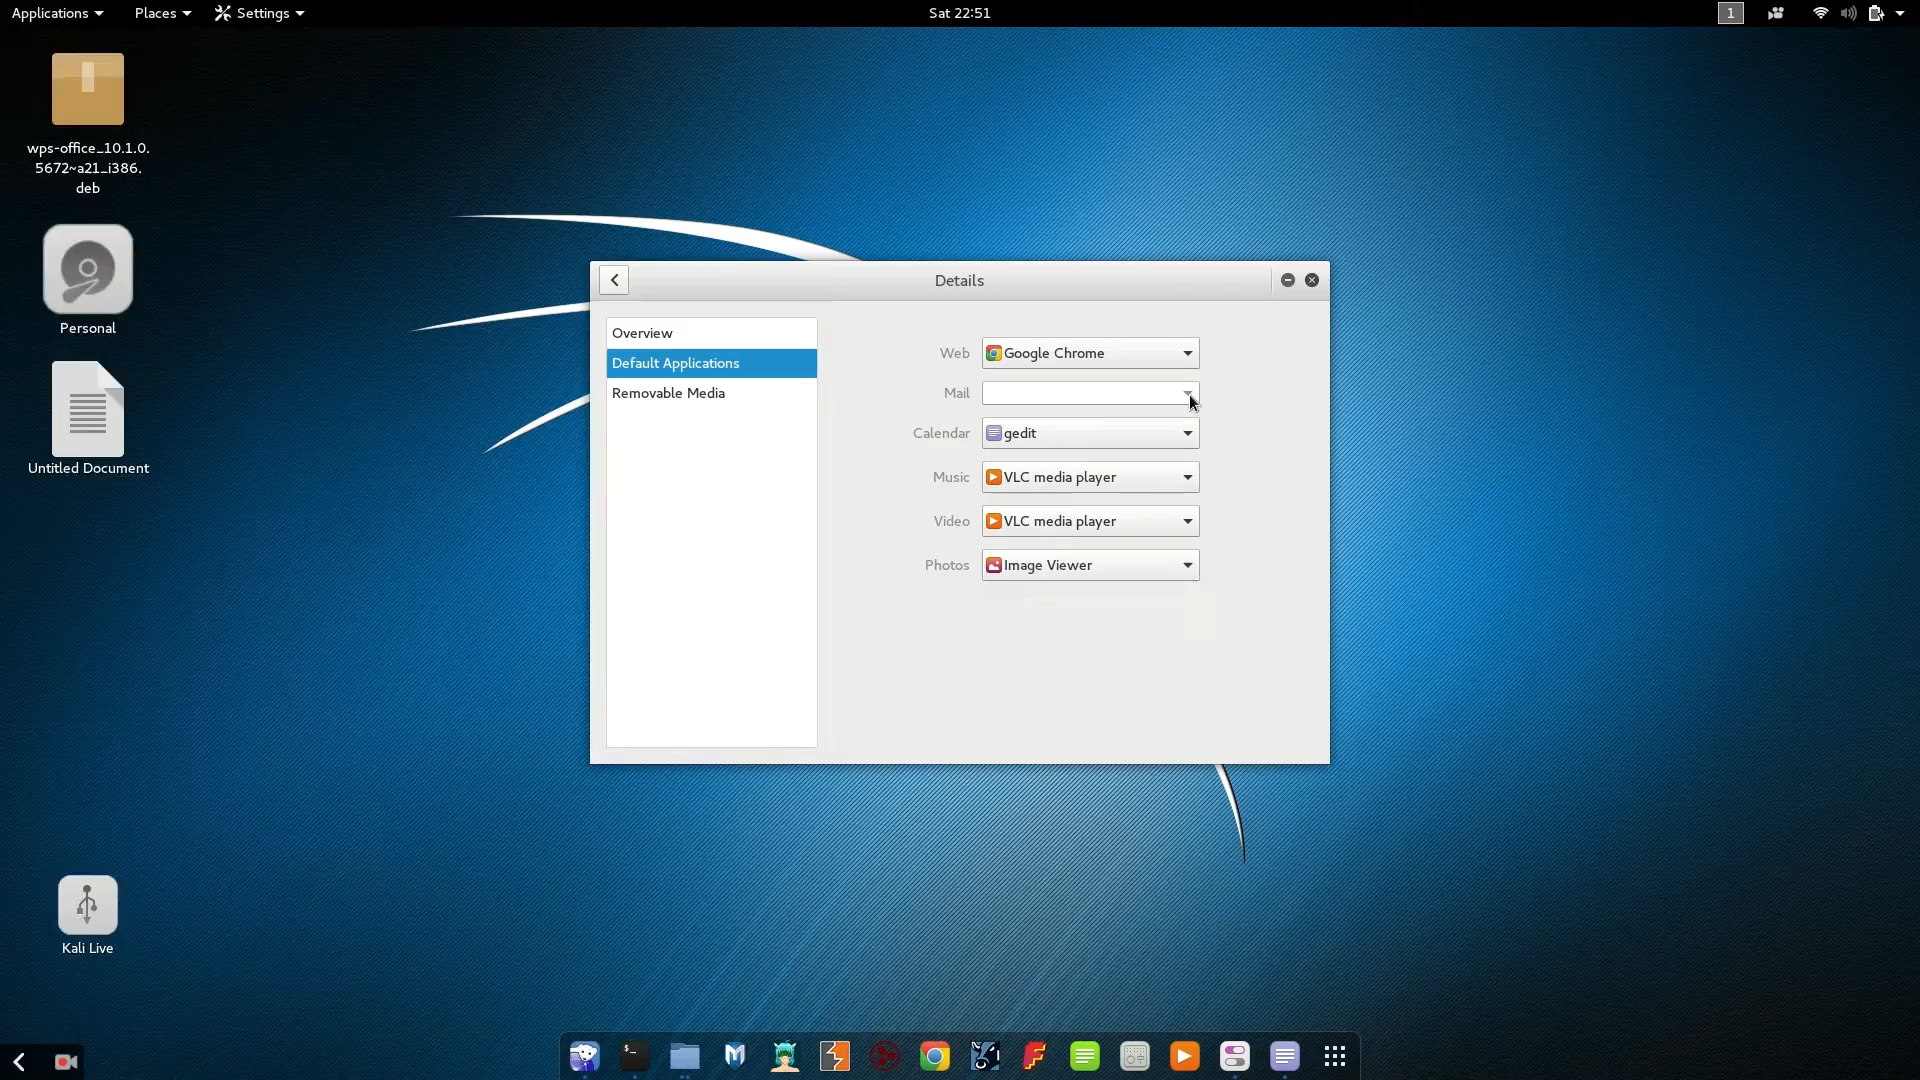 Applications
Places
Settings
Sat 22:51
1
wps-office_10.1.0.
5672~a21_i386.
deb
Personal
Untitled Document
Kali Live
Details
Overview
Default Applications
Removable Media
Web Google Chrome
Mail
Calendar gedit
Music VLC media player
Video VLC media player
Photos Image Viewer
$_